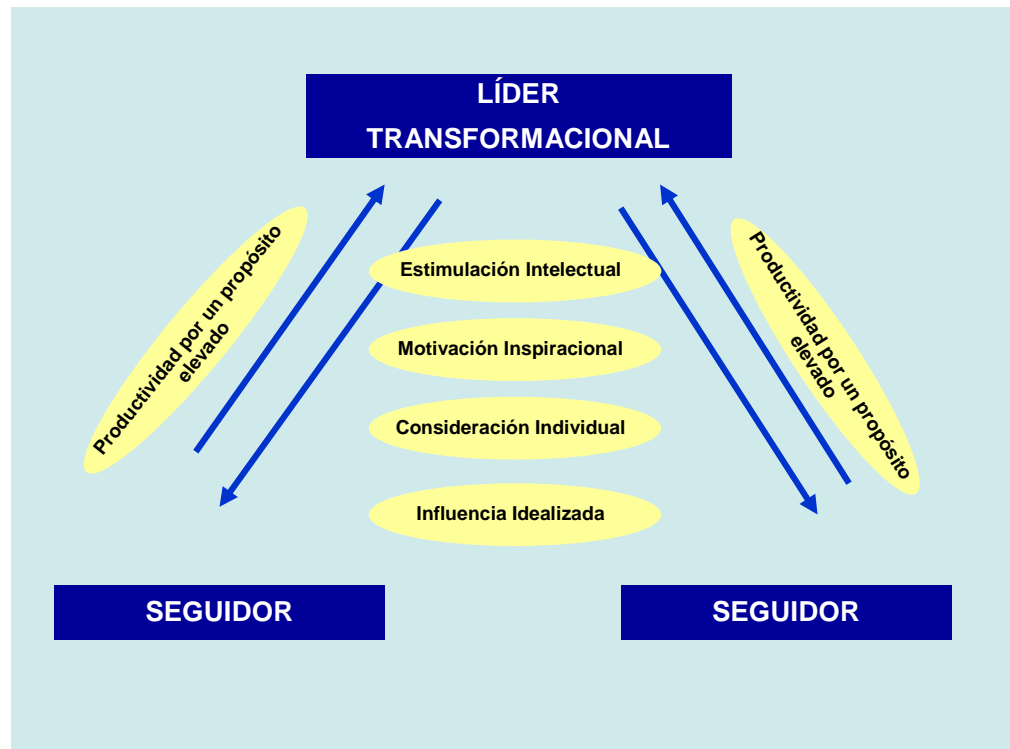 LÍDER
TRANSFORMACIONAL
Productividad por un propósito
elevado
Estimulación Intelectual
Motivación Inspiracional
Consideración Individual
Influencia Idealizada
Productividad por un propósito
elevado
SEGUIDOR
SEGUIDOR